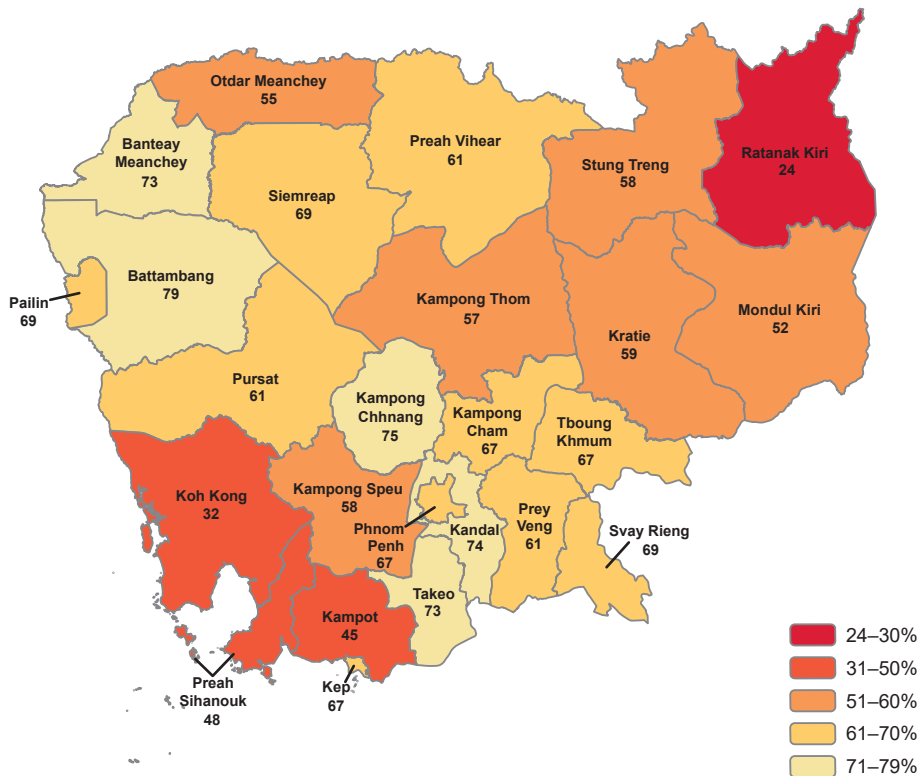 Otdar Meanchey
55
Banteay
Meanchey
73
Preah Vihear
61
Siemreap
69
Stung Treng
58
Ratanak Kiri
24
Battambang
79
Pailin
69
Kampong Thom
57
Kratie
59
Mondul Kiri
52
Pursat
61
Kampong
Chhnang
75
Kampong
Cham
67
Tboung
Khmum
67
Koh Kong
32
Kampong Speu
58
Phnom
Penh
67
Kandal
74
Prey
Veng
61
Svay Rieng
69
Takeo
73
Kampot
45
Kep
67
Preah
Sihanouk
48
24–30%
31–50%
51–60%
61–70%
71–79%